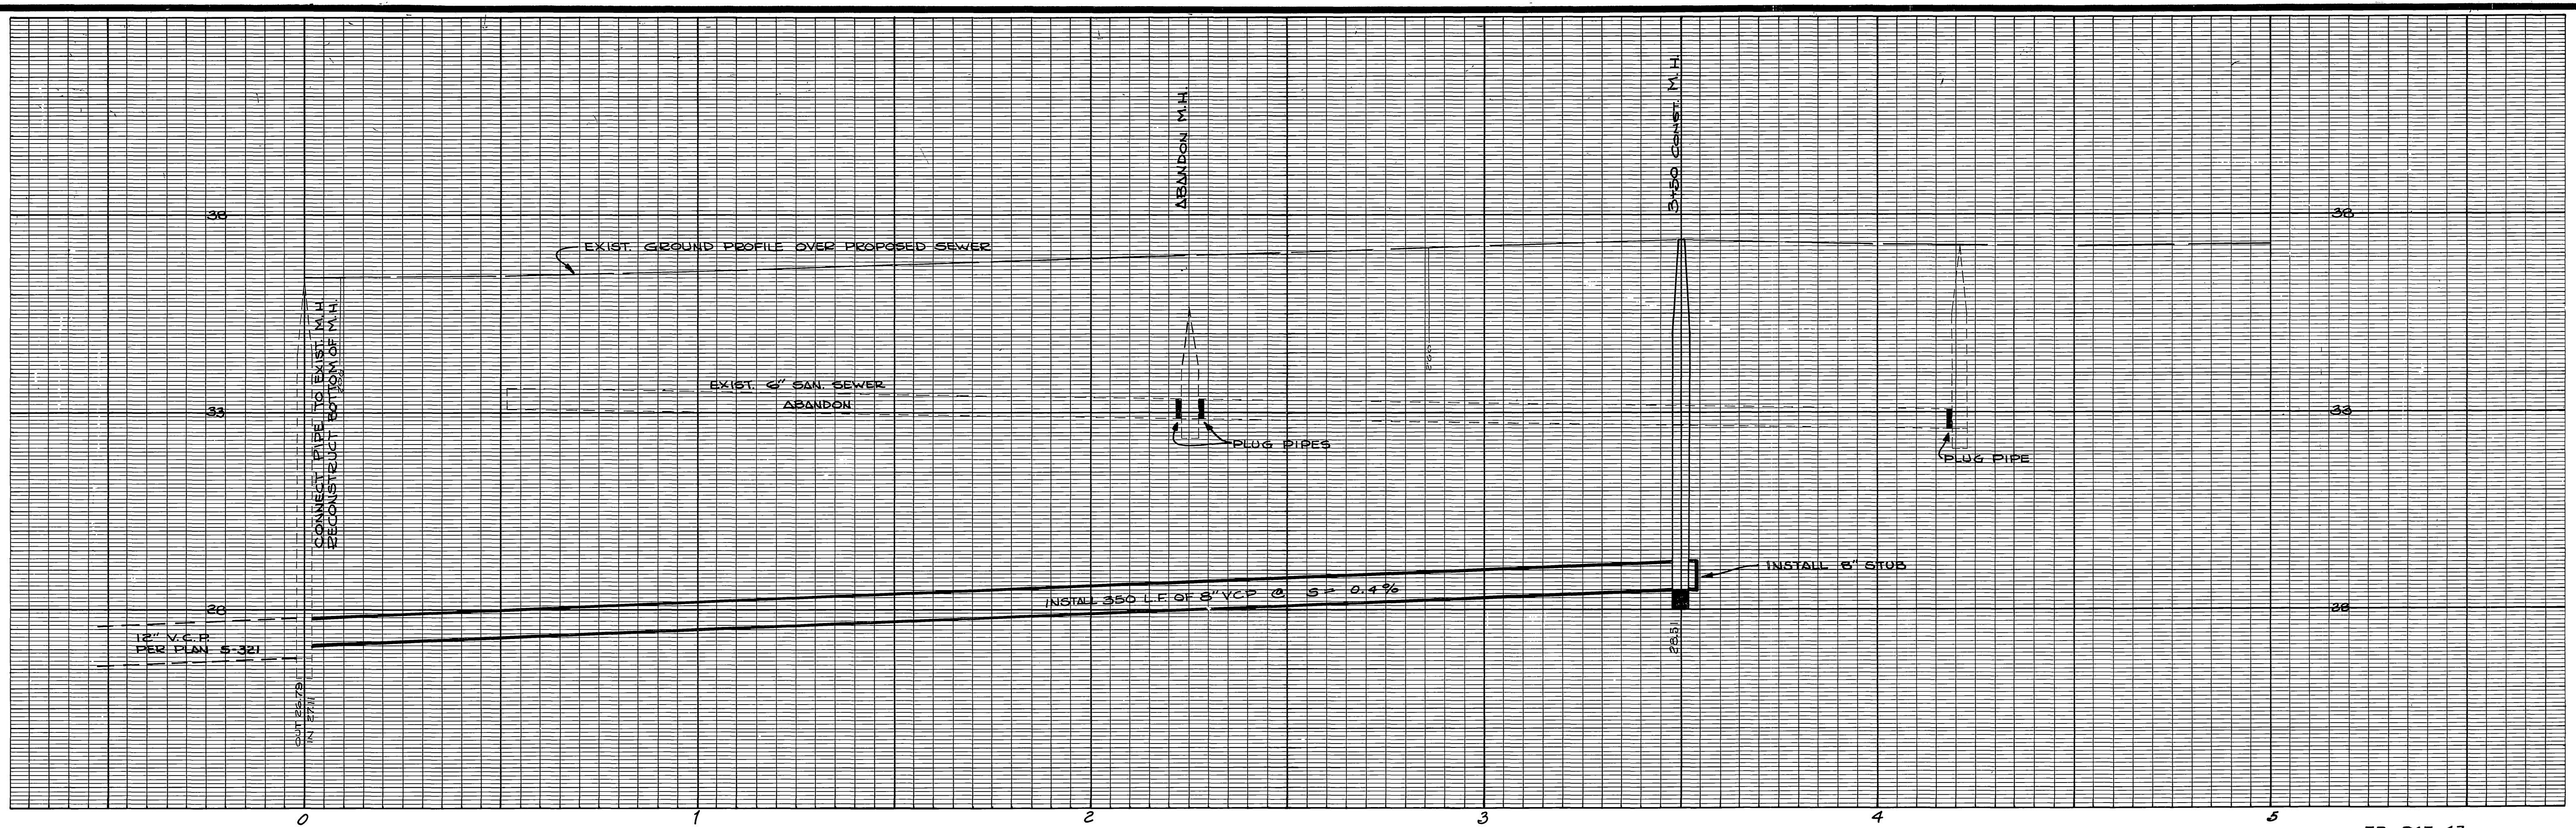 ABANDON M.H.
3+50 CONST. M.H.
38
38
EXIST. GROUND PROFILE OVER PROPOSED SEWER
CONNECT PIPE TO EXIST. M.H.
RECONSTRUCT BOTTOM OF M.H.
EXIST. 6" SAN. SEWER
ABANDON
33
33
PLUG PIPES
PLUG PIPE
INSTALL 8" STUB
INSTALL 350 L.F. OF 8" VCP @ S = 0.4%
28
38
12" V.C.P.
PER PLAN S-321
28.51
OUT 26.79
IN 27.11
0
1
2
3
4
5